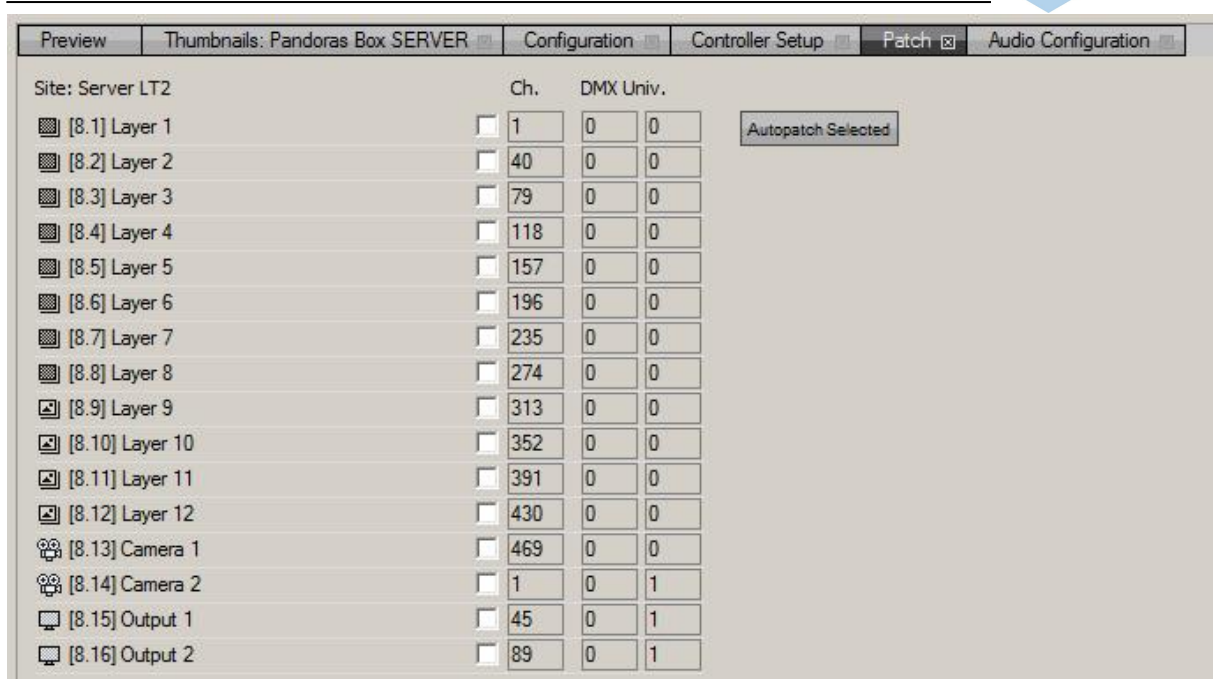 Preview Thumbnails: Pandoras Box SERVER Configuration Controller Setup Patch Audio Configuration
Site: Server LT2 Ch. DMX Univ.
[8.1] Layer 1 1 0 0 Autopatch Selected
[8.2] Layer 2 40 0 0
[8.3] Layer 3 79 0 0
[8.4] Layer 4 118 0 0
[8.5] Layer 5 157 0 0
[8.6] Layer 6 196 0 0
[8.7] Layer 7 235 0 0
[8.8] Layer 8 274 0 0
[8.9] Layer 9 313 0 0
[8.10] Layer 10 352 0 0
[8.11] Layer 11 391 0 0
[8.12] Layer 12 430 0 0
[8.13] Camera 1 469 0 0
[8.14] Camera 2 1 0 1
[8.15] Output 1 45 0 1
[8.16] Output 2 89 0 1